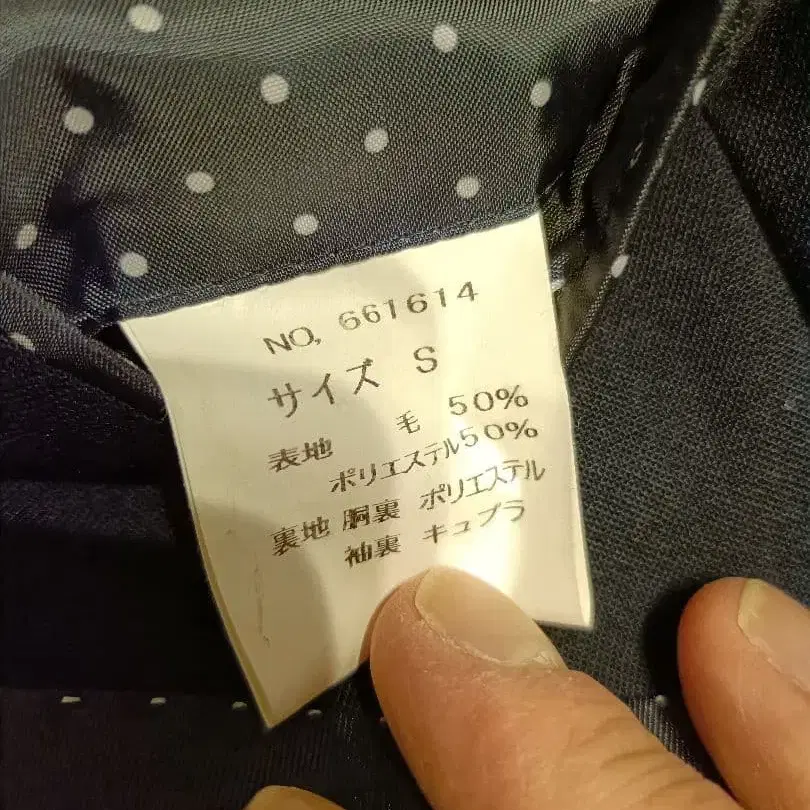 NO, 661614
サイズ S
表地 毛 50%
ポリエステル50%
裏地 胴裏 ポリエステル
袖裏 キュプラ